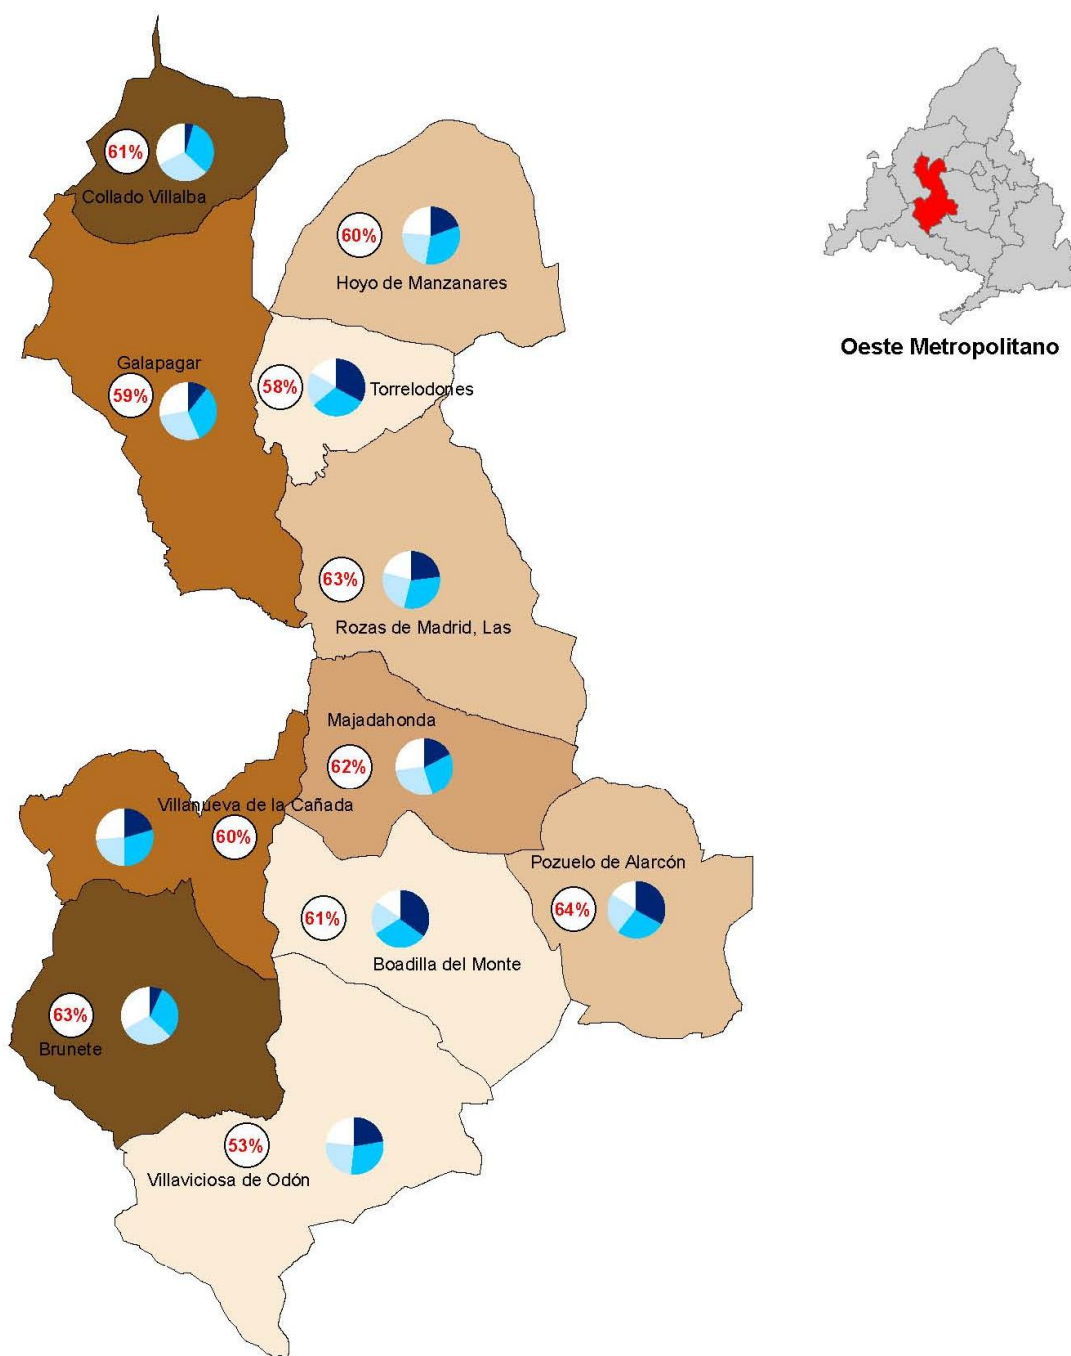 61%
Collado Villalba
60%
Hoyo de Manzanares
Oeste Metropolitano
Galapagar
59%
58%
Torrelodones
63%
Rozas de Madrid, Las
Majadahonda
62%
Villanueva de la Cañada
60%
Pozuelo de Alarcón
64%
61%
Boadilla del Monte
63%
Brunete
53%
Villaviciosa de Odón